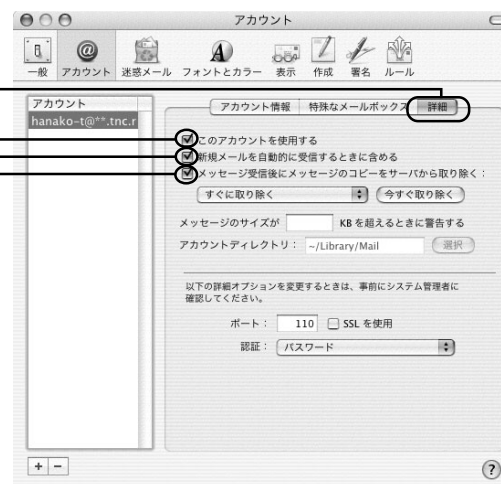 アカウント
一般 アカウント 迷惑メール フォントとカラー 表示 作成 署名 ルール
アカウント
hanako-t@**.tnc.r
アカウント情報 特殊なメールボックス 詳細
このアカウントを使用する
新規メールを自動的に受信するときに含める
メッセージ受信後にメッセージのコピーをサーバから取り除く：
すぐに取り除く 今すぐ取り除く
メッセージのサイズが KB を超えるときに警告する
アカウントディレクトリ： ~/Library/Mail 選択
以下の詳細オプションを変更するときは、事前にシステム管理者に
確認してください。
ポート： 110 SSL を使用
認証： パスワード
+ − ?